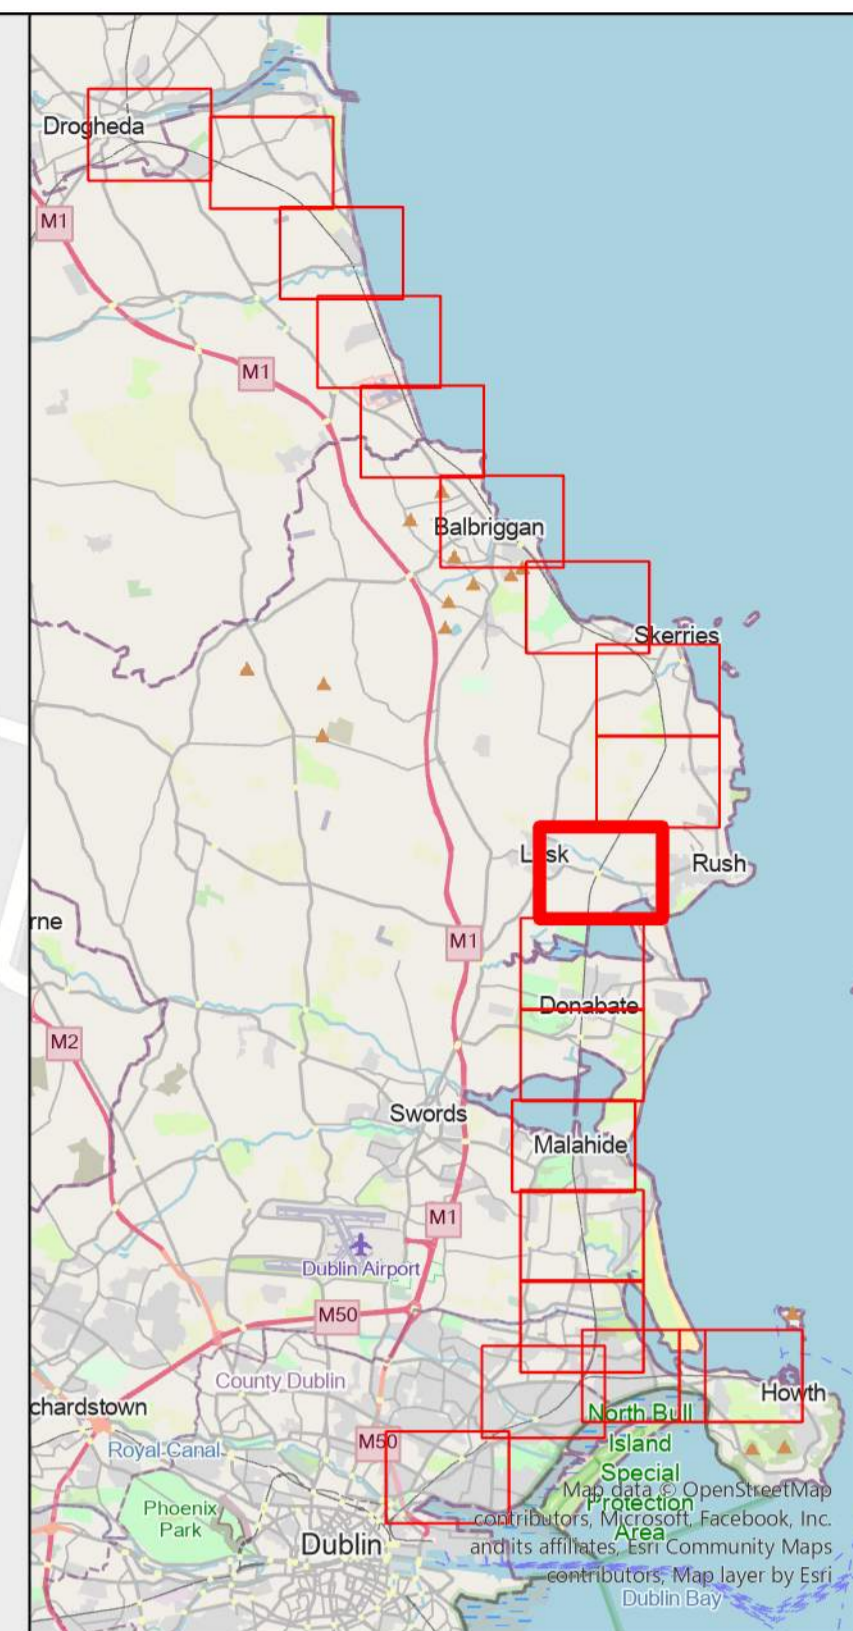 Drogheda
M1
M1
Balbriggan
Skerries
L sk
Rush
rne
M1
Donabate
M2
Swords
Malahide
M1
Dublin Airport
M50
County Dublin
chardstown
Howth
North Bull
Island
Special
Protection
Area
M50
Royal Canal
Phoenix
Park
Dublin
Map data © OpenStreetMap
contributors, Microsoft, Facebook, Inc.
and its affiliates, Esri Community Maps
contributors, Map layer by Esri
Dublin Bay